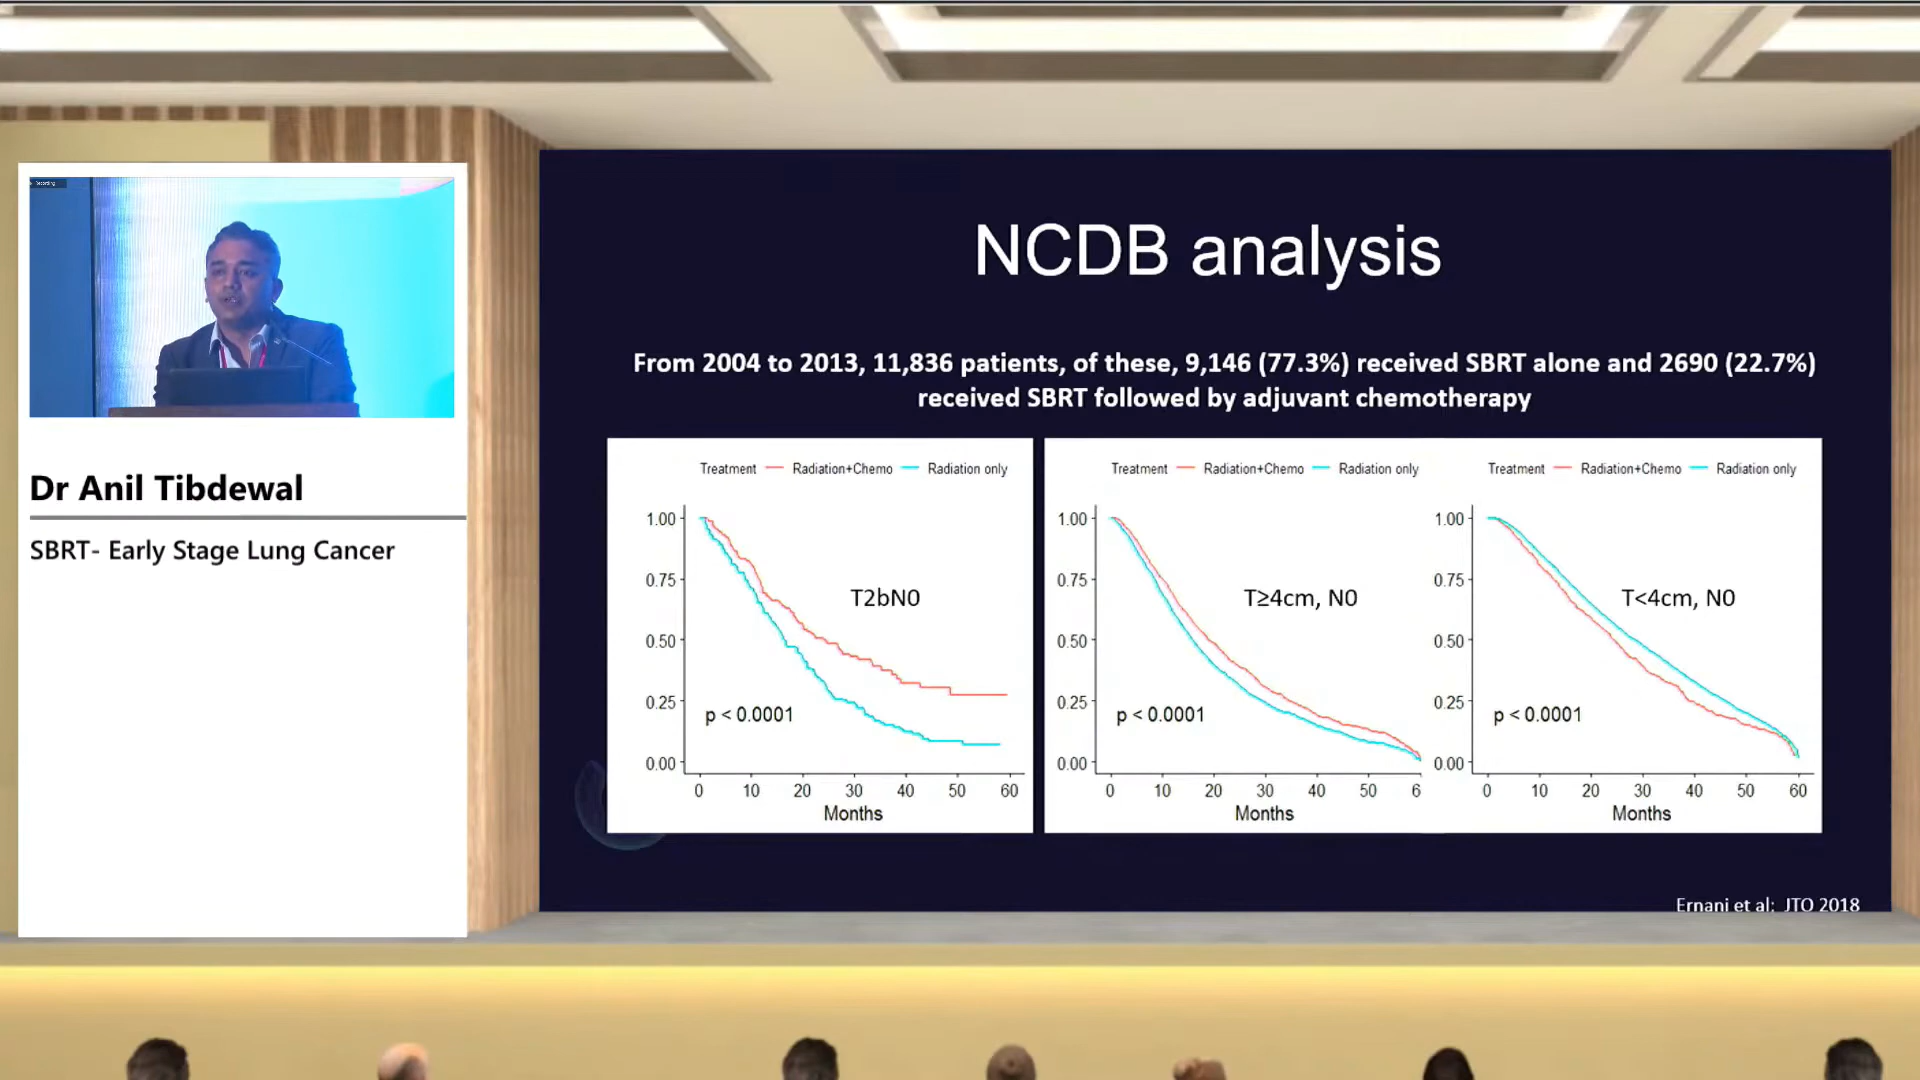 Recording
Dr Anil Tibdewal
SBRT- Early Stage Lung Cancer
NCDB analysis
From 2004 to 2013, 11,836 patients, of these, 9,146 (77.3%) received SBRT alone and 2690 (22.7%)
received SBRT followed by adjuvant chemotherapy
Treatment Radiation+Chemo Radiation only
1.00
0.75
T2bN0
0.50
0.25
p < 0.0001
0.00
0 10 20 30 40 50 60
Months
Treatment Radiation+Chemo Radiation only
1.00
0.75
T≥4cm, N0
0.50
0.25
p < 0.0001
0.00
0 10 20 30 40 50 6
Months
Treatment Radiation+Chemo Radiation only
1.00
0.75
T<4cm, N0
0.50
0.25
p < 0.0001
0.00
0 10 20 30 40 50 60
Months
Ernani et al; JTO 2018